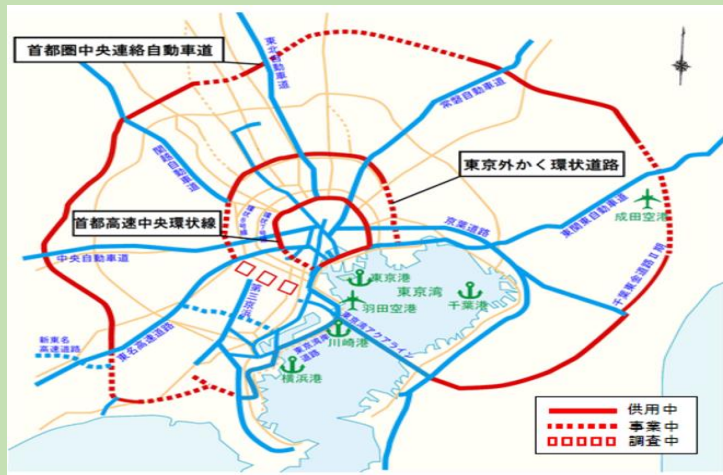 首都圏中央連絡自動車道
東北自動車道
常磐自動車道
関越自動車道
東京外かく環状道路
成田空港
東関東自動車道
首都高速中央環状線
京葉道路
千葉東金道路Ⅱ期
中央自動車道
東京港
東京湾
羽田空港
千葉港
第三京浜
新東名
高速道路
東名高速道路
川崎港
東京湾アクアライン
横浜港
供用中
事業中
調査中